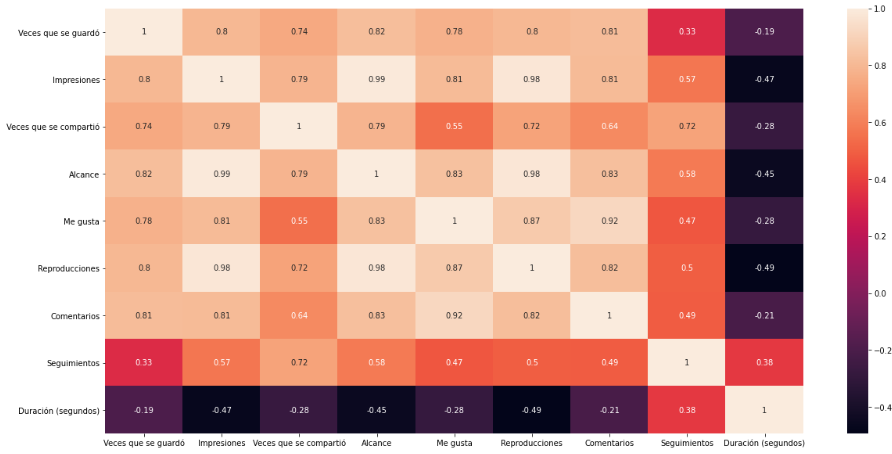 Veces que se guardó 1 0.8 0.74 0.82 0.78 0.8 0.81 0.33 -0.19
Impresiones 0.8 1 0.79 0.99 0.81 0.98 0.81 0.57 -0.47
Veces que se compartió 0.74 0.79 1 0.79 0.55 0.72 0.64 0.72 -0.28
Alcance 0.82 0.99 0.79 1 0.83 0.98 0.83 0.58 -0.45
Me gusta 0.78 0.81 0.55 0.83 1 0.87 0.92 0.47 -0.28
Reproducciones 0.8 0.98 0.72 0.98 0.87 1 0.82 0.5 -0.49
Comentarios 0.81 0.81 0.64 0.83 0.92 0.82 1 0.49 -0.21
Seguimientos 0.33 0.57 0.72 0.58 0.47 0.5 0.49 1 0.38
Duración (segundos) -0.19 -0.47 -0.28 -0.45 -0.28 -0.49 -0.21 0.38 1
Veces que se guardó Impresiones Veces que se compartió Alcance Me gusta Reproducciones Comentarios Seguimientos Duración (segundos)
1.0
0.8
0.6
0.4
0.2
0.0
−0.2
−0.4